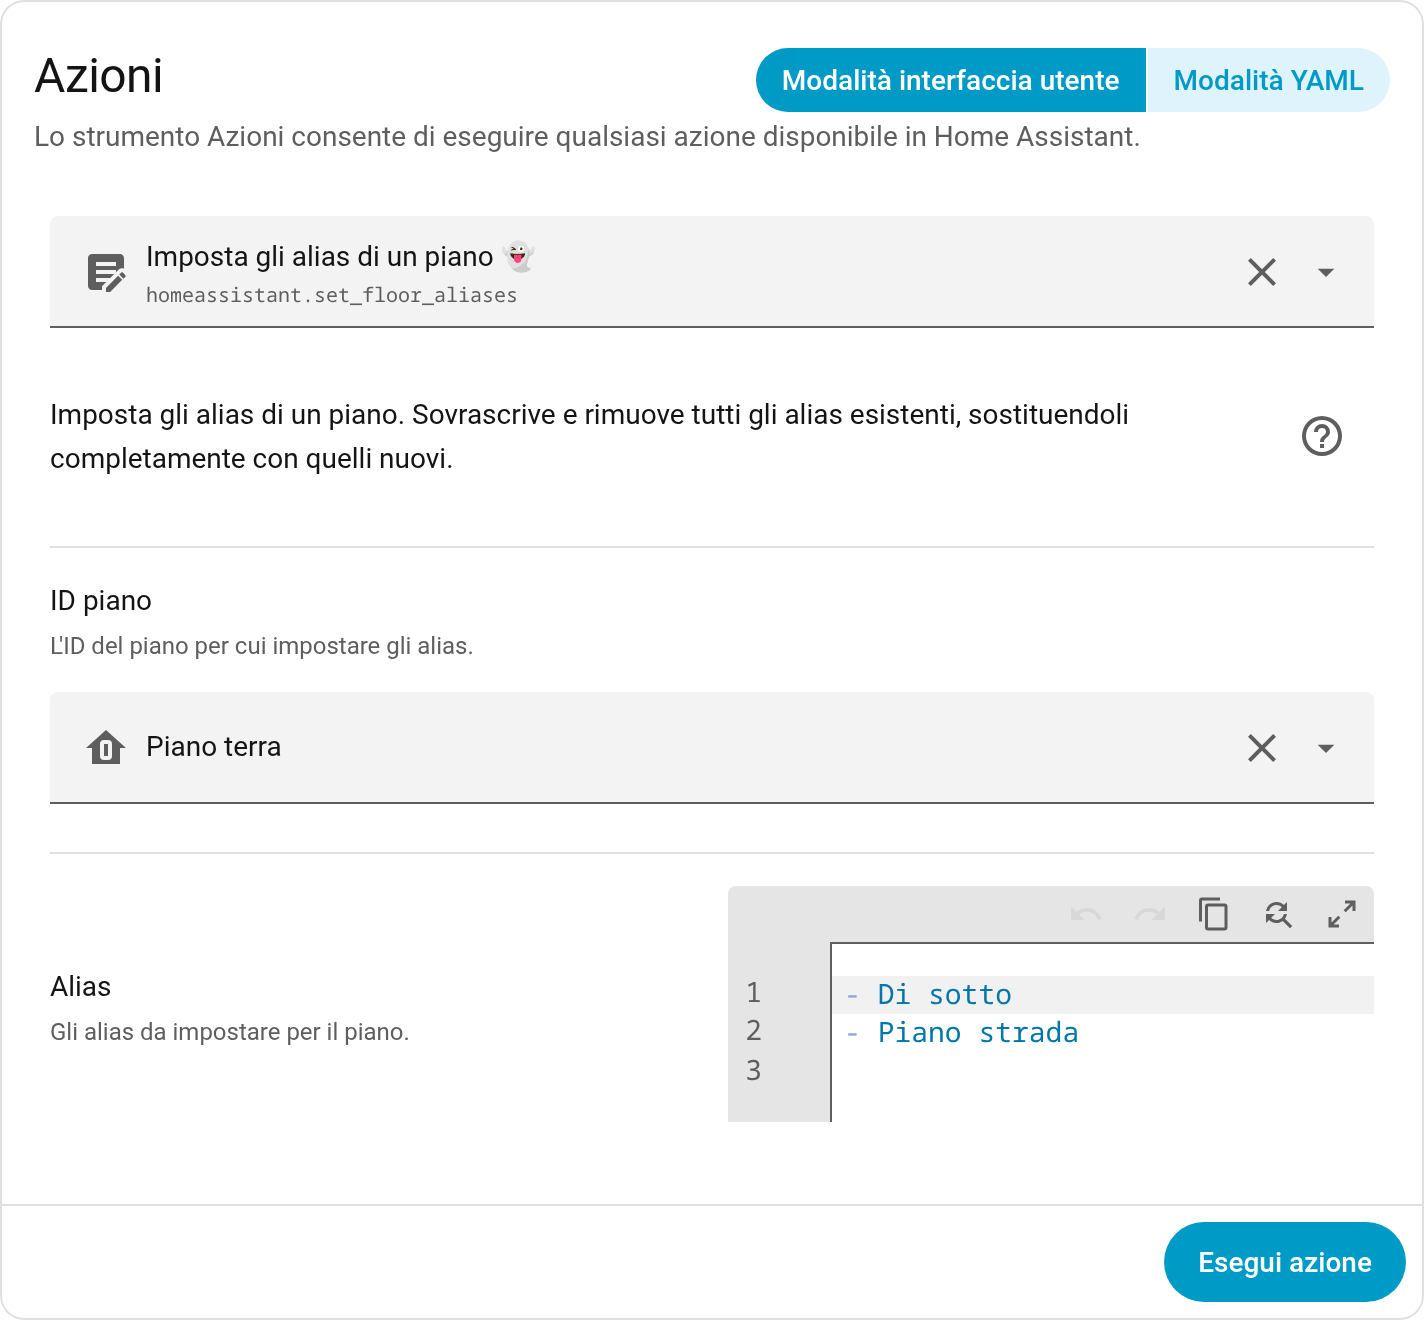 Azioni
Modalità interfaccia utente
Modalità YAML
Lo strumento Azioni consente di eseguire qualsiasi azione disponibile in Home Assistant.
Imposta gli alias di un piano 👻
homeassistant.set_floor_aliases
Imposta gli alias di un piano. Sovrascrive e rimuove tutti gli alias esistenti, sostituendoli
completamente con quelli nuovi.
ID piano
L'ID del piano per cui impostare gli alias.
Piano terra
Alias
Gli alias da impostare per il piano.
1 - Di sotto
2 - Piano strada
3
Esegui azione